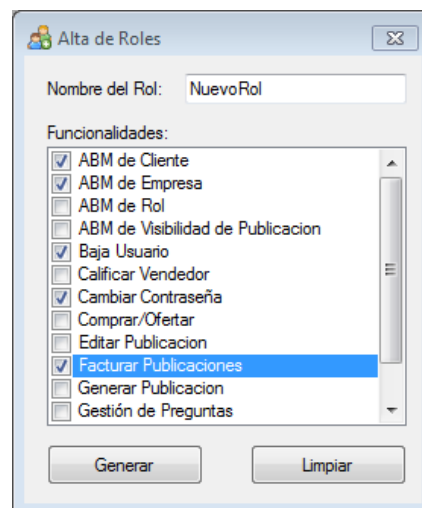 Alta de Roles
Nombre del Rol: NuevoRol
Funcionalidades:
ABM de Cliente
ABM de Empresa
ABM de Rol
ABM de Visibilidad de Publicacion
Baja Usuario
Calificar Vendedor
Cambiar Contraseña
Comprar/Ofertar
Editar Publicacion
Facturar Publicaciones
Generar Publicacion
Gestión de Preguntas
Generar Limpiar